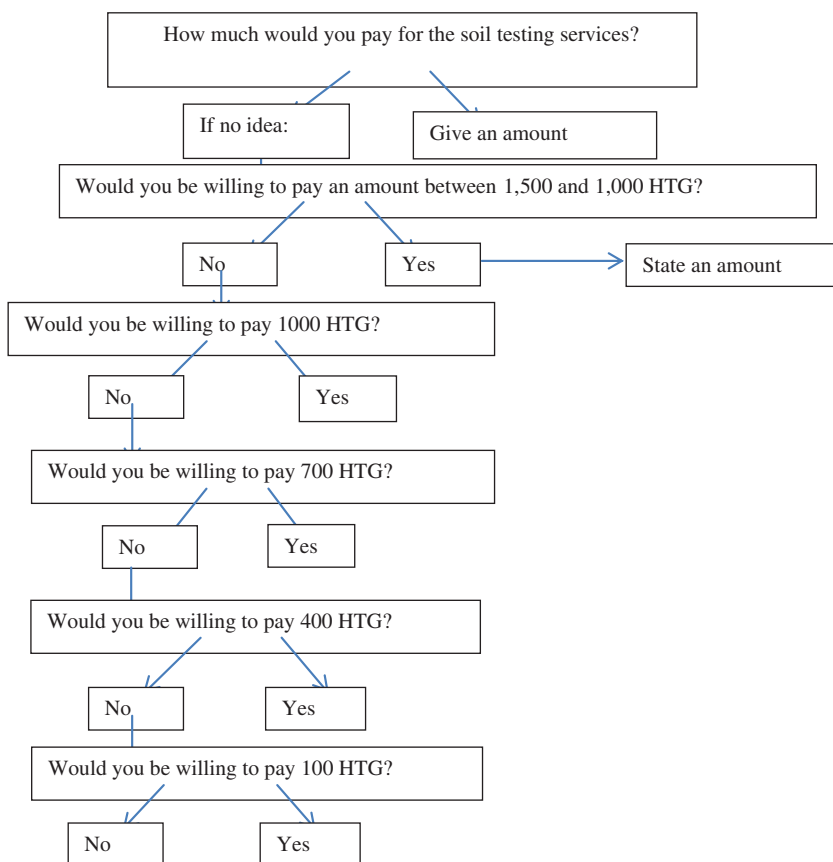 How much would you pay for the soil testing services?
If no idea:
Give an amount
Would you be willing to pay an amount between 1,500 and 1,000 HTG?
No
Yes
State an amount
Would you be willing to pay 1000 HTG?
No
Yes
Would you be willing to pay 700 HTG?
No
Yes
Would you be willing to pay 400 HTG?
No
Yes
Would you be willing to pay 100 HTG?
No
Yes